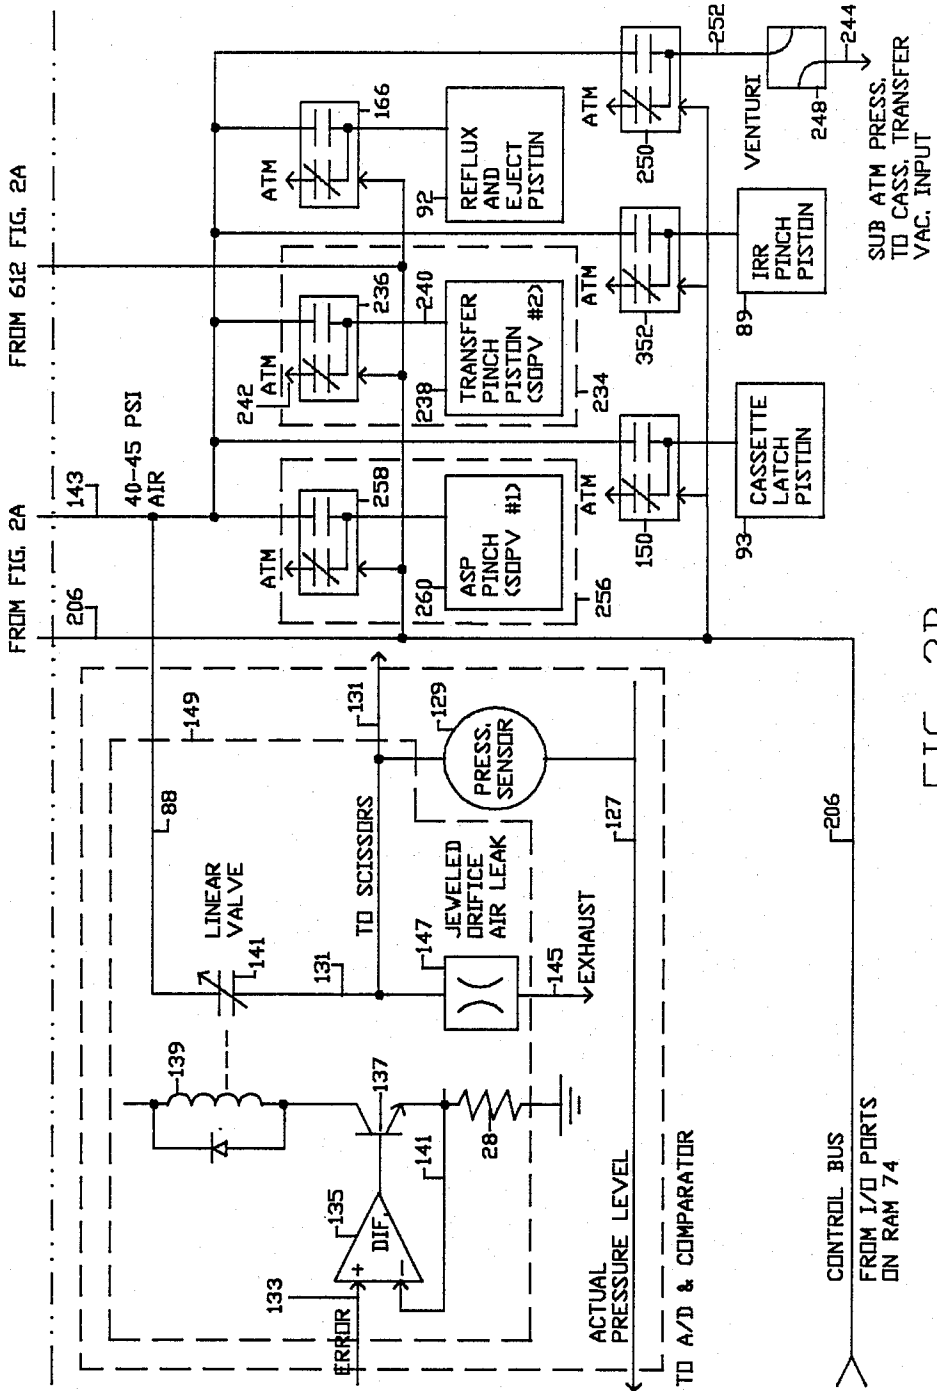 FROM FIG. 2A
FROM 612 FIG. 2A
206
143
40-45 PSI
AIR
88
149
LINEAR
VALVE
141
139
131
TO SCISSORS
131
129
PRESS.
SENSOR
147
JEWELED
ORIFICE
AIR LEAK
145
EXHAUST
127
137
135
DIF.
+
-
133
ERROR
141
28
ACTUAL
PRESSURE LEVEL
TO A/D & COMPARATOR
ATM
258
260
ASP
PINCH
(SOPV #1)
256
242
ATM
236
240
238
TRANSFER
PINCH
PISTON
(SOPV #2)
234
ATM
166
92
REFLUX
AND
EJECT
PISTON
ATM
150
93
CASSETTE
LATCH
PISTON
ATM
352
89
IRR
PINCH
PISTON
ATM
250
252
VENTURI
248
244
SUB ATM PRESS.
TO CASS. TRANSFER
VAC. INPUT
206
CONTROL BUS
FROM I/O PORTS
ON RAM 74